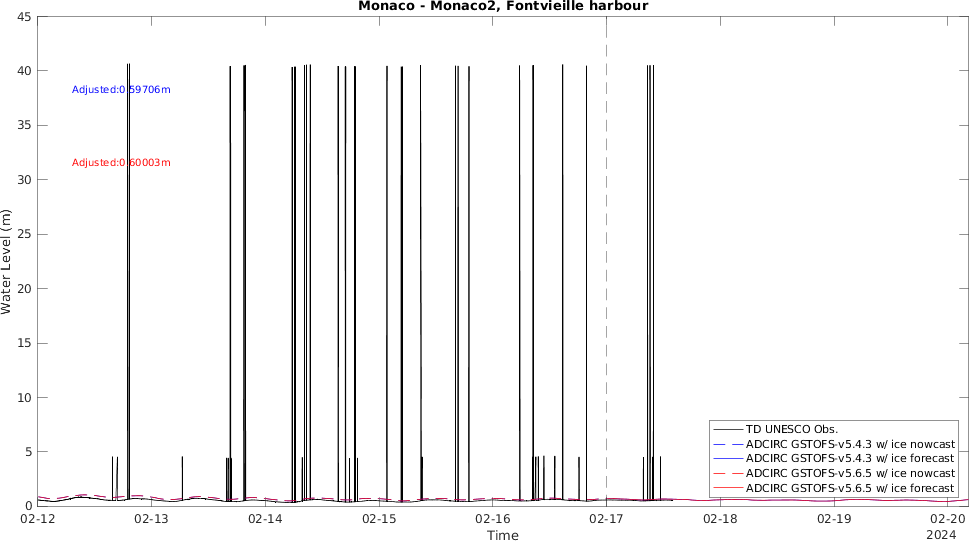 Monaco - Monaco2, Fontvieille harbour
45
40
35
30
25
20
15
10
5
0
Water Level (m)
Adjusted:0.59706m
Adjusted:0.60003m
TD UNESCO Obs.
ADCIRC GSTOFS-v5.4.3 w/ ice nowcast
ADCIRC GSTOFS-v5.4.3 w/ ice forecast
ADCIRC GSTOFS-v5.6.5 w/ ice nowcast
ADCIRC GSTOFS-v5.6.5 w/ ice forecast
02-12 02-13 02-14 02-15 02-16 02-17 02-18 02-19 02-20
2024
Time